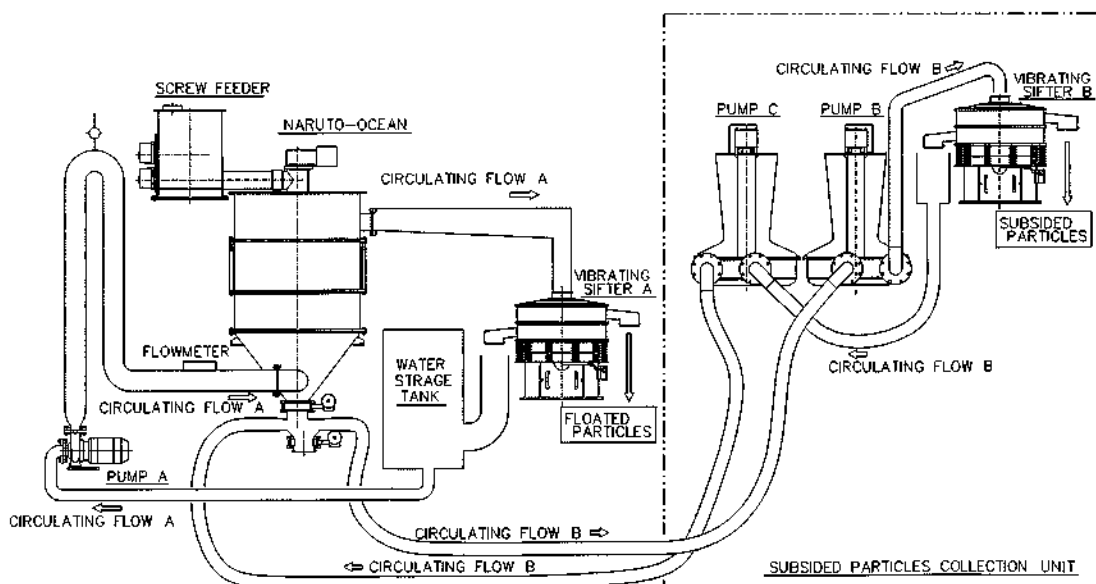 CIRCULATING FLOW B
VIBRATING
SIFTER B
SCREW FEEDER
PUMP C
PUMP B
NARUTO-OCEAN
CIRCULATING FLOW A
SUBSIDED
PARTICLES
VIBRATING
SIFTER A
FLOWMETER
WATER
STRAGE
TANK
CIRCULATING FLOW B
CIRCULATING FLOW A
FLOATED
PARTICLES
PUMP A
CIRCULATING FLOW A
CIRCULATING FLOW B
CIRCULATING FLOW B
SUBSIDED PARTICLES COLLECTION UNIT